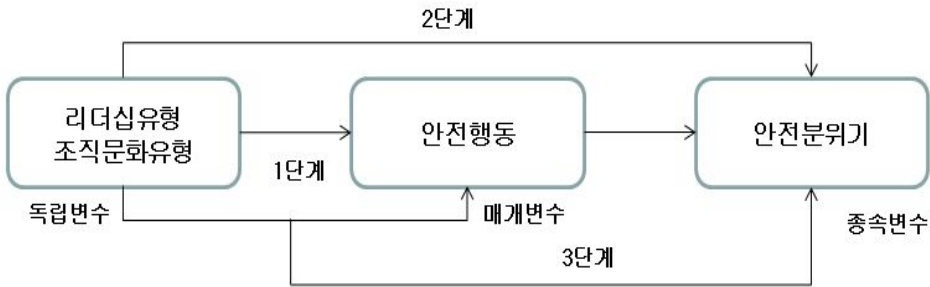 2단계
리더십유형
조직문화유형
안전행동
안전분위기
1단계
독립변수
매개변수
종속변수
3단계